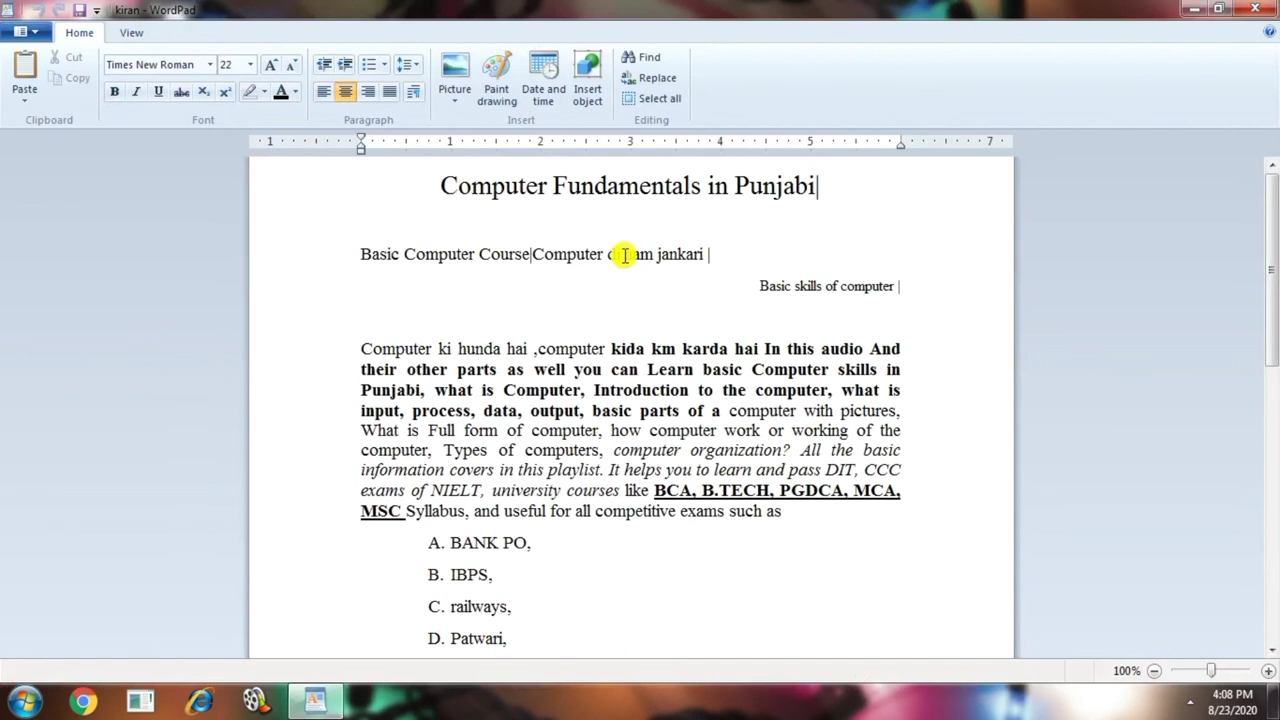 kiran - WordPad
Home View
Cut
Copy
Paste
Clipboard
Times New Roman 22
Font
Paragraph
Picture
Paint drawing
Date and time
Insert object
Insert
Find
Replace
Select all
Editing
1 1 2 3 4 5 7
Computer Fundamentals in Punjabi
Basic Computer Course|Computer jankari |
Basic skills of computer |
Computer ki hunda hai ,computer kida km karda hai In this audio And
their other parts as well you can Learn basic Computer skills in
Punjabi, what is Computer, Introduction to the computer, what is
input, process, data, output, basic parts of a computer with pictures,
What is Full form of computer, how computer work or working of the
computer, Types of computers, computer organization? All the basic
information covers in this playlist. It helps you to learn and pass DIT, CCC
exams of NIELT, university courses like BCA, B.TECH, PGDCA, MCA,
MSC Syllabus, and useful for all competitive exams such as
A. BANK PO,
B. IBPS,
C. railways,
D. Patwari,
100%
4:08 PM
8/23/2020